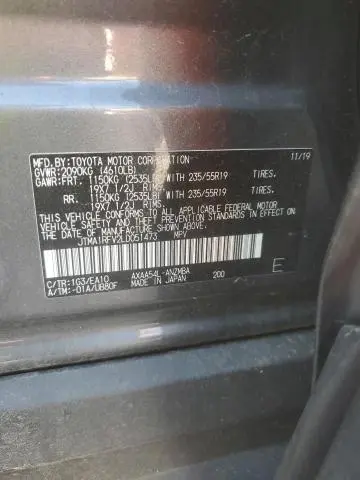 MFD.BY:TOYOTA MOTOR CORPORATION 11/19
GVWR:2090KG (4610LB)
GAWR:FRT. 1150KG (2535LB) WITH 235/55R19 TIRES.
19X7 1/2J RIMS.
RR. 1150KG (2535LB) WITH 235/55R19 TIRES.
19X7 1/2J RIMS.
THIS VEHICLE CONFORMS TO ALL APPLICABLE FEDERAL
MOTOR VEHICLE SAFETY AND THEFT PREVENTION STANDARDS
IN EFFECT ON THE DATE OF MANUFACTURE SHOWN ABOVE.
JTMA1RFV2LD051473 MPV
C/TR:1G3/EA10 AXAA54L-ANZMBA 200
A/TM:-01A/UB80F MADE IN JAPAN
E